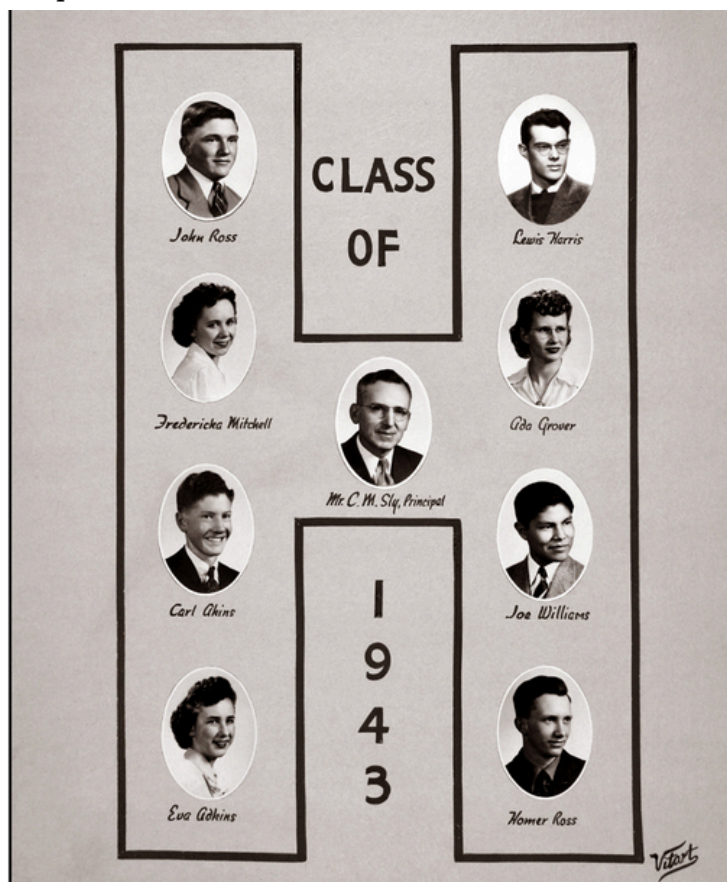 CLASS
OF
John Ross
Lewis Harris
Fredericka Mitchell
Ada Grover
Mr. C. M. Sly, Principal
Carl Akins
Joe Williams
1
9
4
3
Eva Adkins
Homer Ross
Vitart